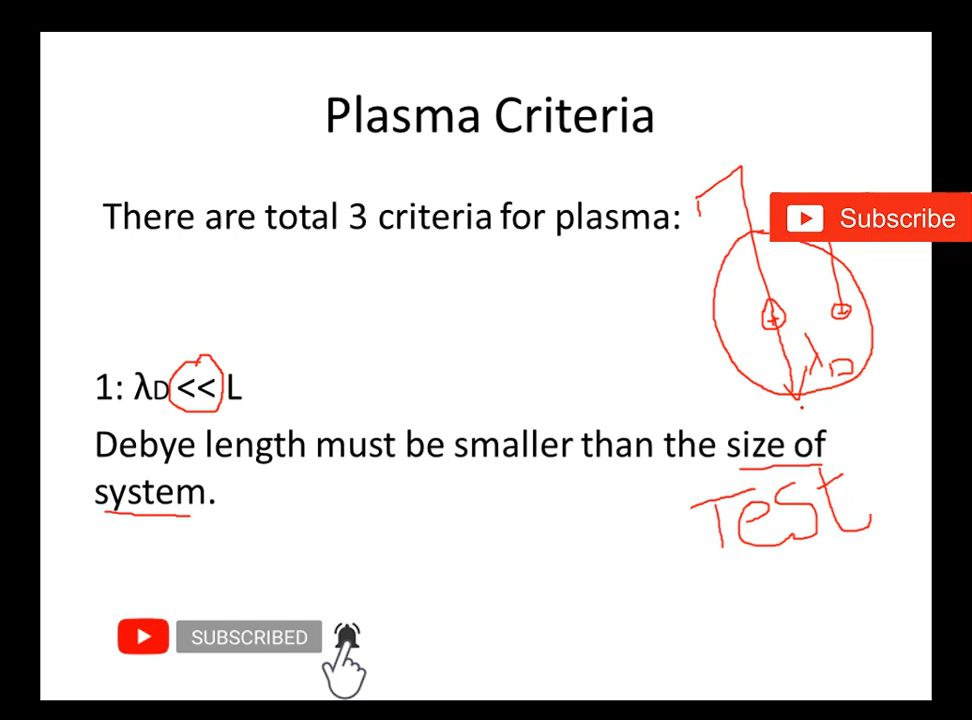 Plasma Criteria
There are total 3 criteria for plasma:
Subscribe
+
λD
1: λD << L
Debye length must be smaller than the size of
system.
Test
SUBSCRIBED